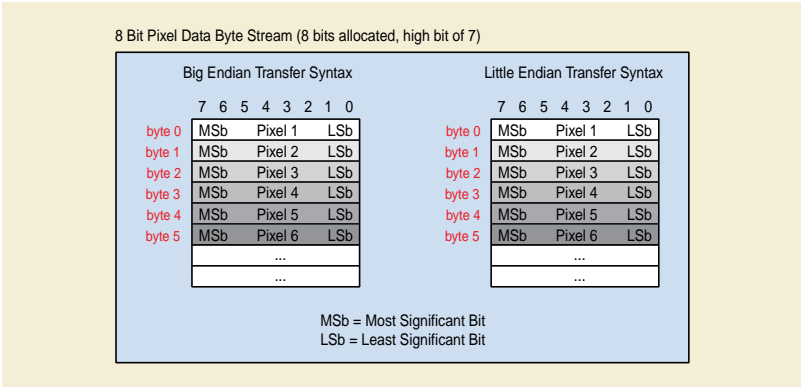 8 Bit Pixel Data Byte Stream (8 bits allocated, high bit of 7)
Big Endian Transfer Syntax
7 6 5 4 3 2 1 0
byte 0 MSb Pixel 1 LSb
byte 1 MSb Pixel 2 LSb
byte 2 MSb Pixel 3 LSb
byte 3 MSb Pixel 4 LSb
byte 4 MSb Pixel 5 LSb
byte 5 MSb Pixel 6 LSb
...
...
Little Endian Transfer Syntax
7 6 5 4 3 2 1 0
byte 0 MSb Pixel 1 LSb
byte 1 MSb Pixel 2 LSb
byte 2 MSb Pixel 3 LSb
byte 3 MSb Pixel 4 LSb
byte 4 MSb Pixel 5 LSb
byte 5 MSb Pixel 6 LSb
...
...
MSb = Most Significant Bit
LSb = Least Significant Bit